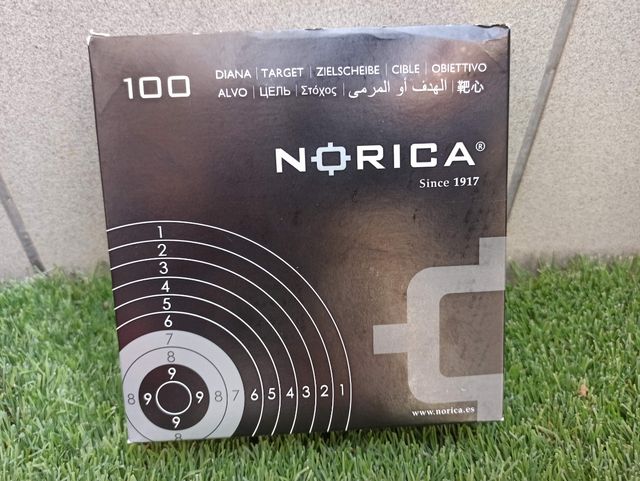 100
DIANA | TARGET | ZIELSCHEIBE | CIBLE | OBIETTIVO
ALVO | ЦЕЛЬ | Στόχος | الهدف أو المرمى | 靶心
NORICA®
Since 1917
1
2
3
4
5
6
7
8
9
8 9 9 8 7 6 5 4 3 2 1
9
8
www.norica.es